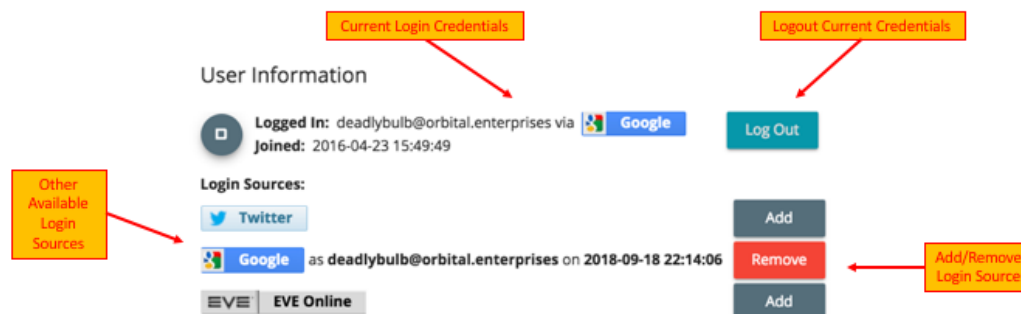 Current Login Credentials
Logout Current Credentials
User Information
Logged In: deadlybulb@orbital.enterprises via Google
Log Out
Joined: 2016-04-23 15:49:49
Other
Available
Login
Sources
Login Sources:
Twitter
Add
Google as deadlybulb@orbital.enterprises on 2018-09-18 22:14:06
Remove
Add/Remove
Login Source
EVE EVE Online
Add